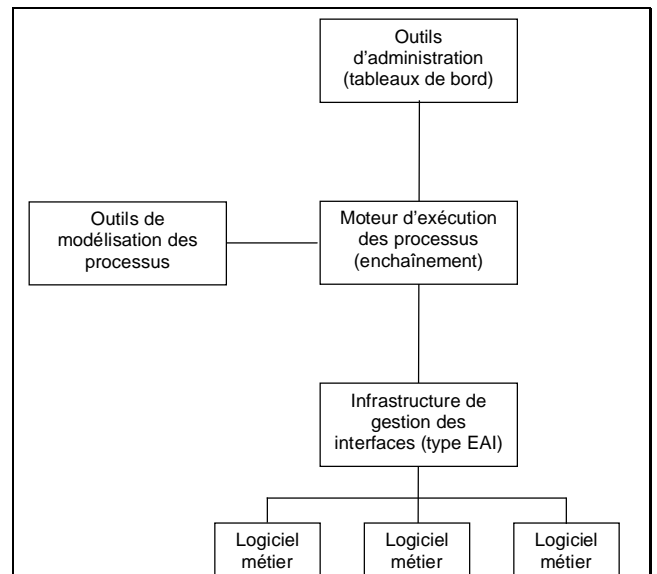 Outils
d'administration
(tableaux de bord)
Outils de
modélisation des
processus
Moteur d'exécution
des processus
(enchaînement)
Infrastructure de
gestion des
interfaces (type EAI)
Logiciel
métier
Logiciel
métier
Logiciel
métier